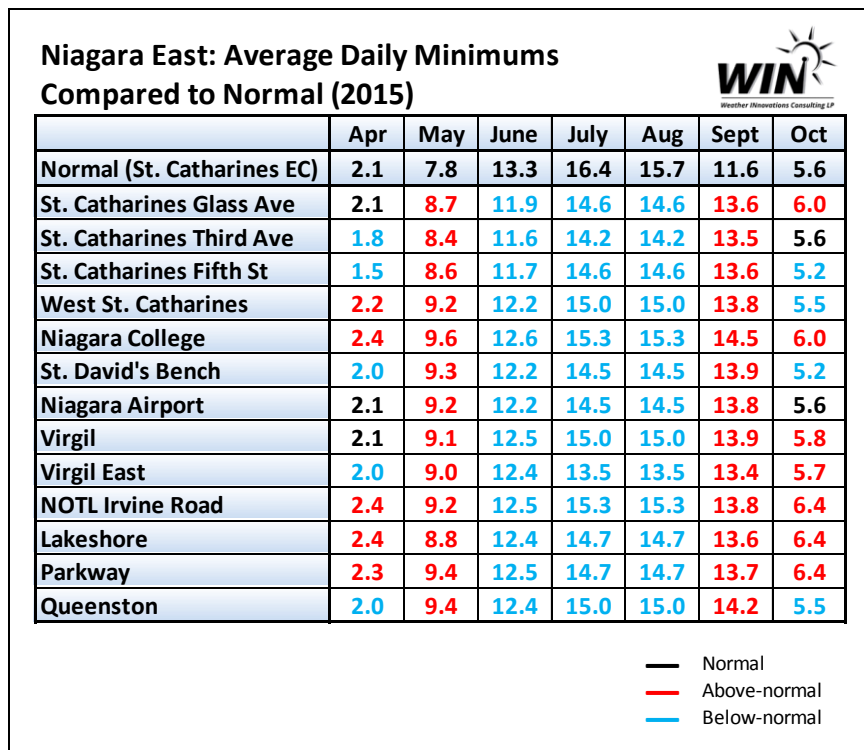 Niagara East: Average Daily Minimums
Compared to Normal (2015)
WIN
Weather INnovations Consulting LP
Apr May June July Aug Sept Oct
Normal (St. Catharines EC) 2.1 7.8 13.3 16.4 15.7 11.6 5.6
St. Catharines Glass Ave 2.1 8.7 11.9 14.6 14.6 13.6 6.0
St. Catharines Third Ave 1.8 8.4 11.6 14.2 14.2 13.5 5.6
St. Catharines Fifth St 1.5 8.6 11.7 14.6 14.6 13.6 5.2
West St. Catharines 2.2 9.2 12.2 15.0 15.0 13.8 5.5
Niagara College 2.4 9.6 12.6 15.3 15.3 14.5 6.0
St. David's Bench 2.0 9.3 12.2 14.5 14.5 13.9 5.2
Niagara Airport 2.1 9.2 12.2 14.5 14.5 13.8 5.6
Virgil 2.1 9.1 12.5 15.0 15.0 13.9 5.8
Virgil East 2.0 9.0 12.4 13.5 13.5 13.4 5.7
NOTL Irvine Road 2.4 9.2 12.5 15.3 15.3 13.8 6.4
Lakeshore 2.4 8.8 12.4 14.7 14.7 13.6 6.4
Parkway 2.3 9.4 12.5 14.7 14.7 13.7 6.4
Queenston 2.0 9.4 12.4 15.0 15.0 14.2 5.5
Normal
Above-normal
Below-normal